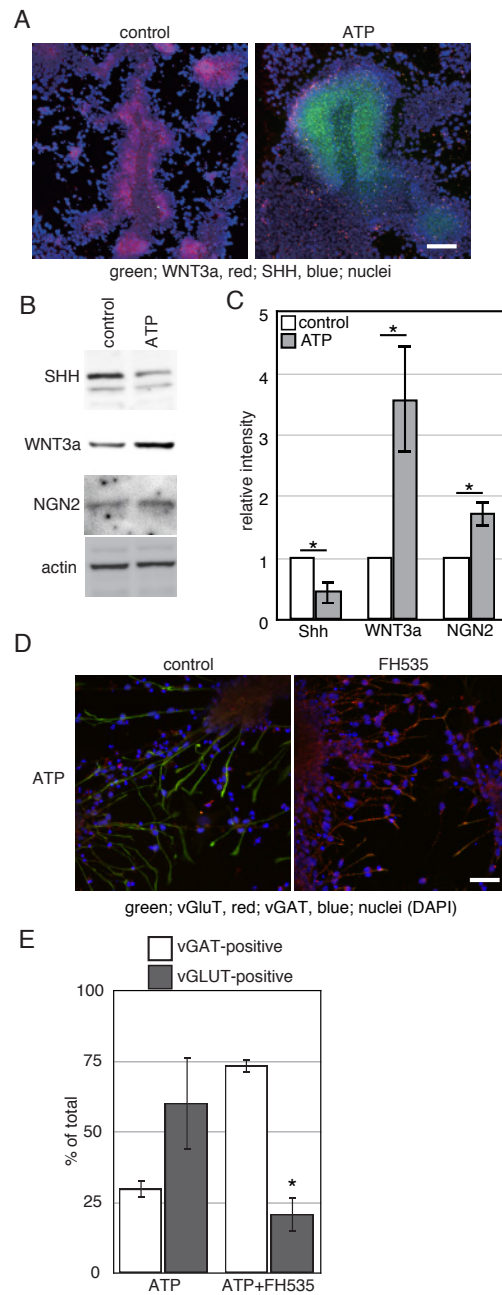 A
control ATP
green; WNT3a, red; SHH, blue; nuclei
B
control ATP
SHH
WNT3a
NGN2
actin
C
control
ATP
relative intensity
5
4
3
2
1
0
*
*
*
Shh WNT3a NGN2
D
control FH535
ATP
green; vGluT, red; vGAT, blue; nuclei (DAPI)
E
vGAT-positive
vGLUT-positive
% of total
100
75
50
25
0
*
ATP ATP+FH535